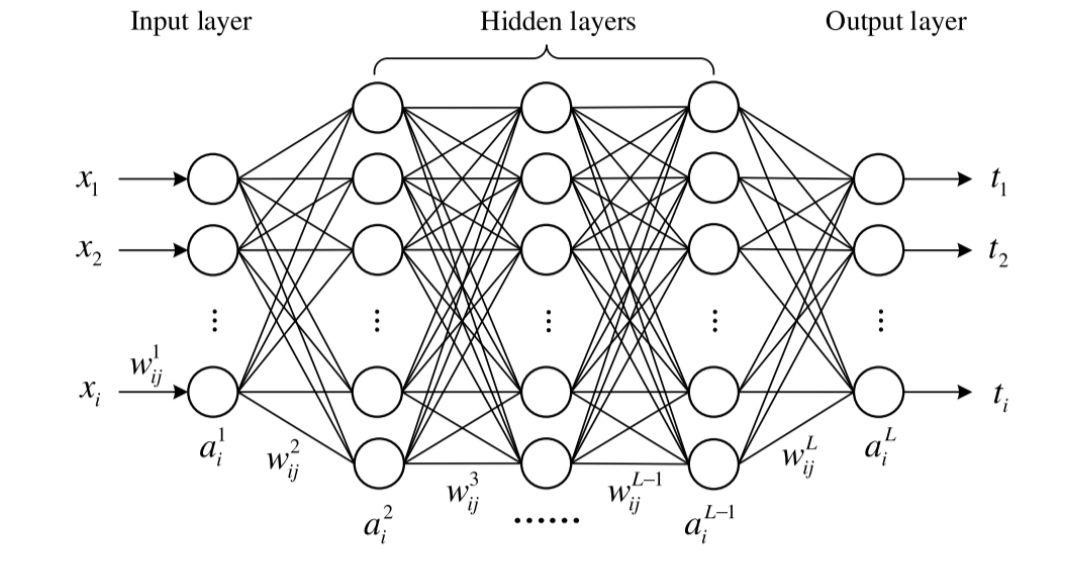 Input layer
Hidden layers
Output layer
x₁
t₁
x₂
t₂
⋮ ⋮ ⋮ ⋮ ⋮
w¹ᵢⱼ
xᵢ
tᵢ
a¹ᵢ
w²ᵢⱼ
a²ᵢ
w³ᵢⱼ
......
wᴸ⁻¹ᵢⱼ
aᴸ⁻¹ᵢ
wᴸᵢⱼ
aᴸᵢ